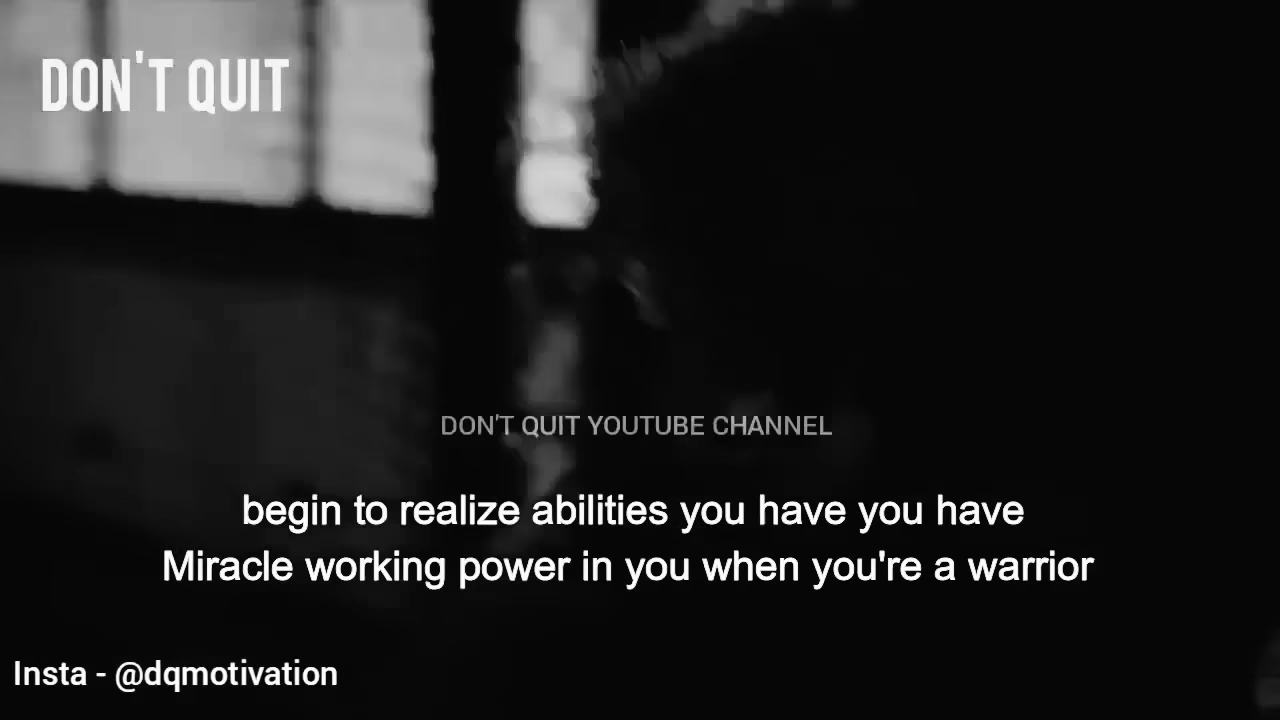 DON'T QUIT
DON'T QUIT YOUTUBE CHANNEL
begin to realize abilities you have you have
Miracle working power in you when you're a warrior
Insta - @dqmotivation